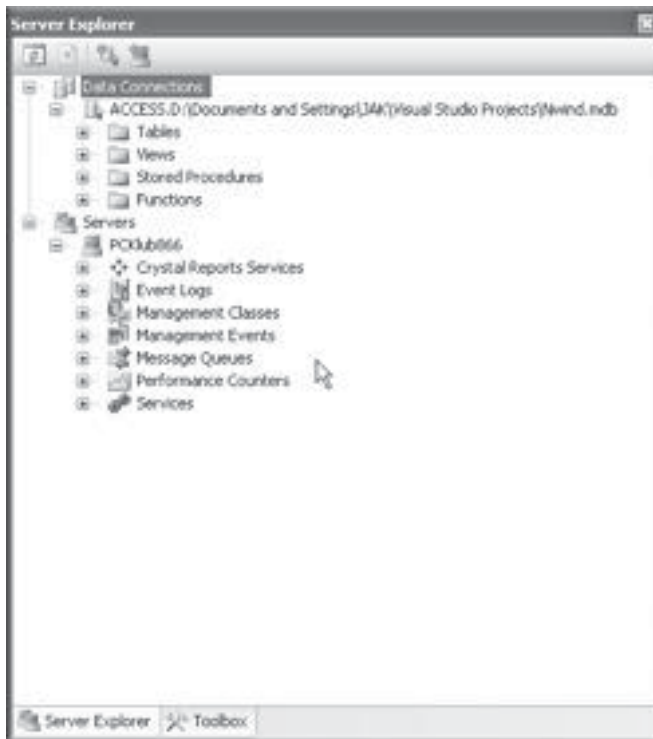 Server Explorer
Data Connections
ACCESS.D:\Documents and Settings\JAK\Visual Studio Projects\Nwind.mdb
Tables
Views
Stored Procedures
Functions
Servers
Crystal Reports Services
Event Logs
Management Classes
Management Events
Message Queues
Performance Counters
Services
Server Explorer Toolbox